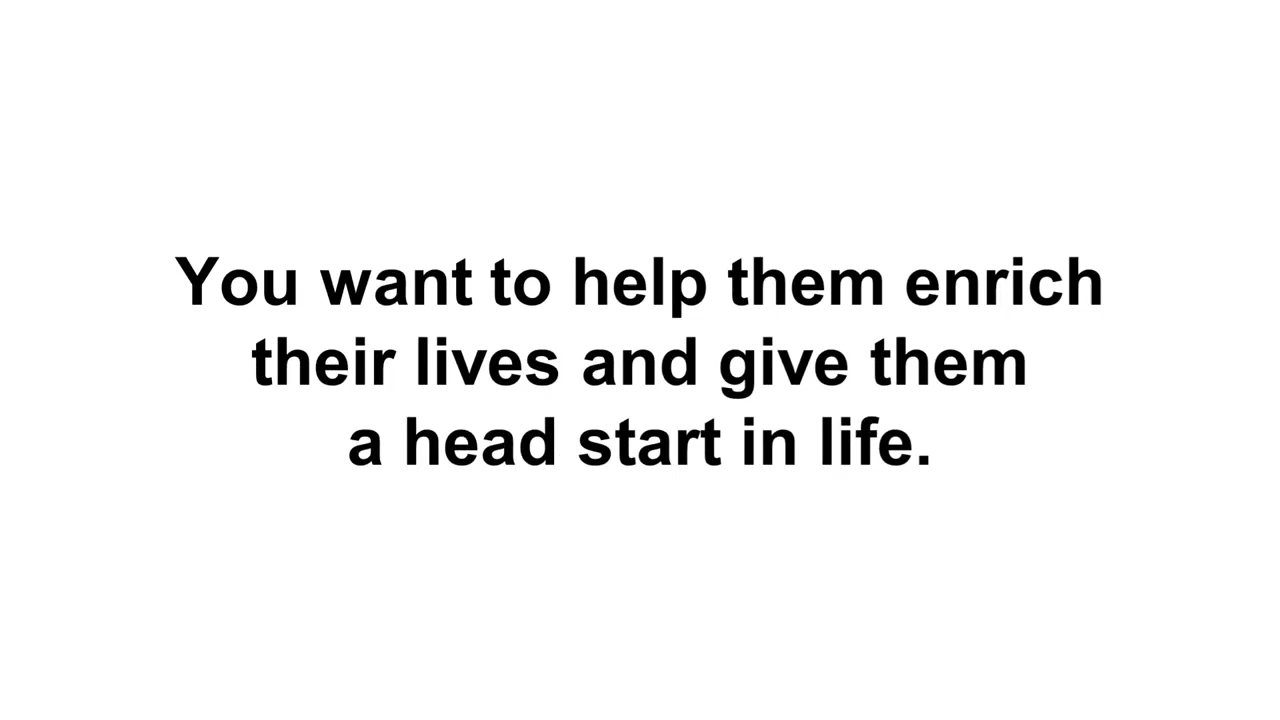 You want to help them enrich
their lives and give them
a head start in life.